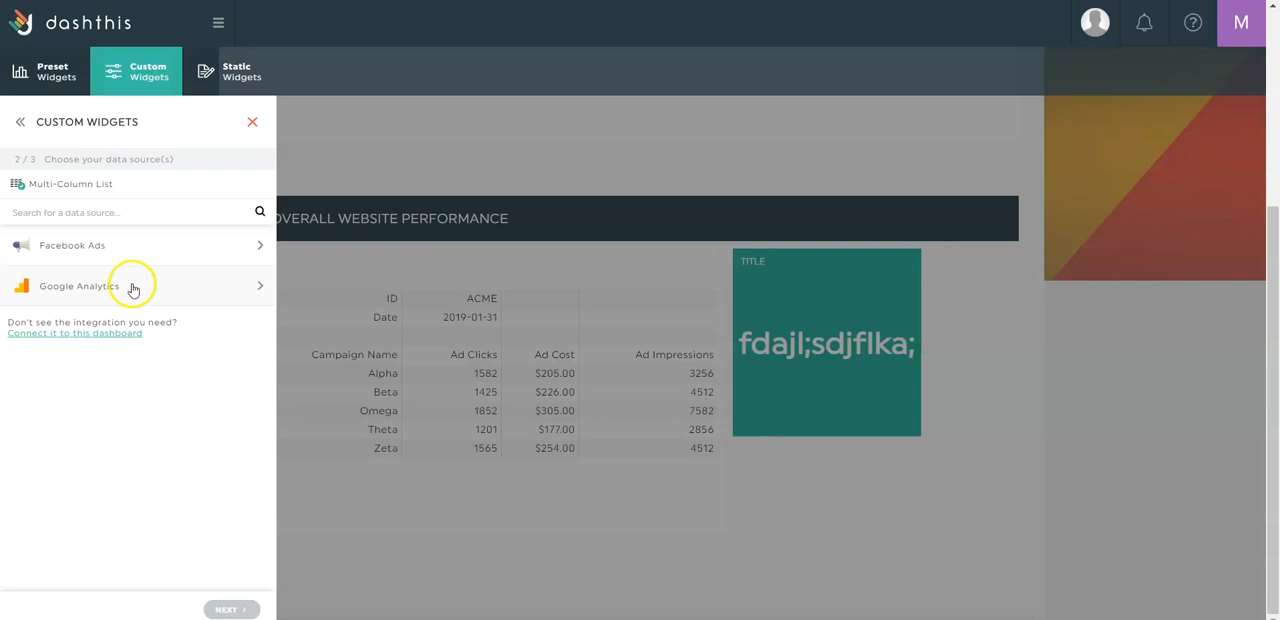 dashthis
M
Preset
Widgets
Custom
Widgets
Static
Widgets
CUSTOM WIDGETS
2 / 3 Choose your data source(s)
Multi-Column List
Search for a data source...
Facebook Ads
Google Analytics
Don't see the integration you need?
Connect it to this dashboard
NEXT
OVERALL WEBSITE PERFORMANCE
ID ACME
Date 2019-01-31
Campaign Name Ad Clicks Ad Cost Ad Impressions
Alpha 1582 $205.00 3256
Beta 1425 $226.00 4512
Omega 1852 $305.00 7582
Theta 1201 $177.00 2856
Zeta 1565 $254.00 4512
TITLE
fdajl;sdjflka;